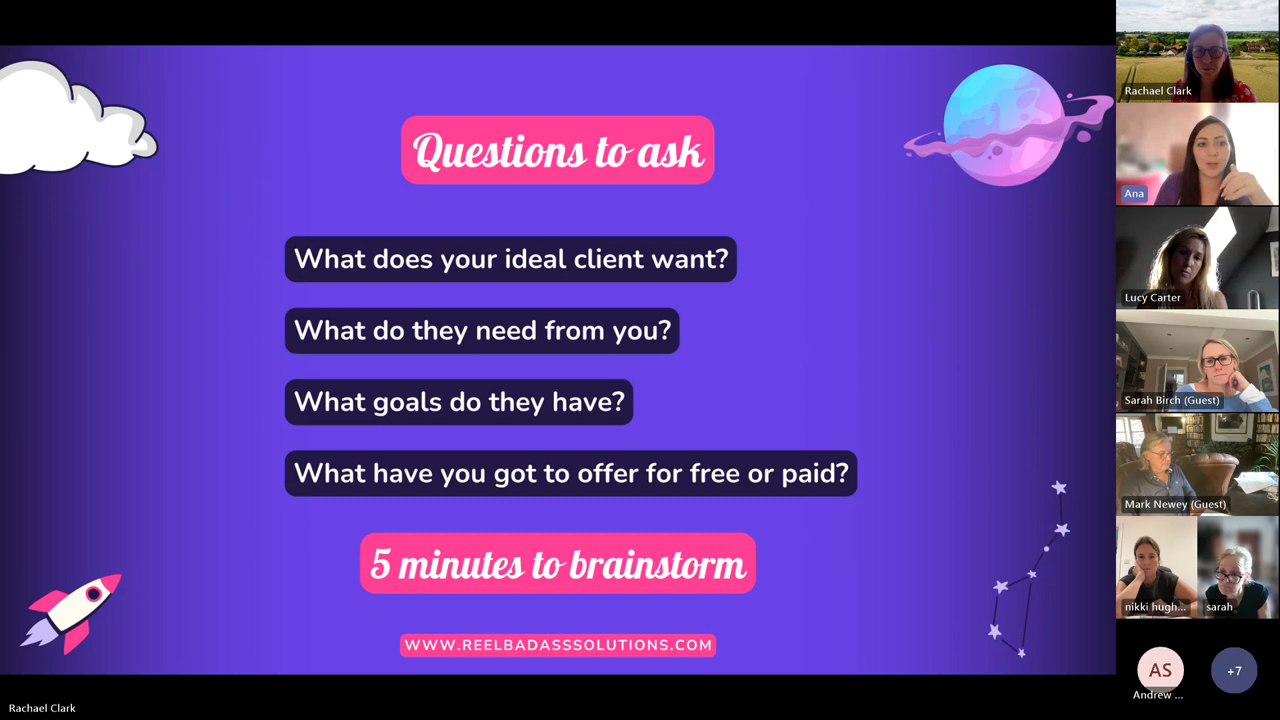 Questions to ask
What does your ideal client want?
What do they need from you?
What goals do they have?
What have you got to offer for free or paid?
5 minutes to brainstorm
WWW.REELBADASSSOLUTIONS.COM
Rachael Clark
Rachael Clark
Ana
Lucy Carter
Sarah Birch (Guest)
Mark Newey (Guest)
nikki hugh...
sarah
AS
Andrew ...
+7